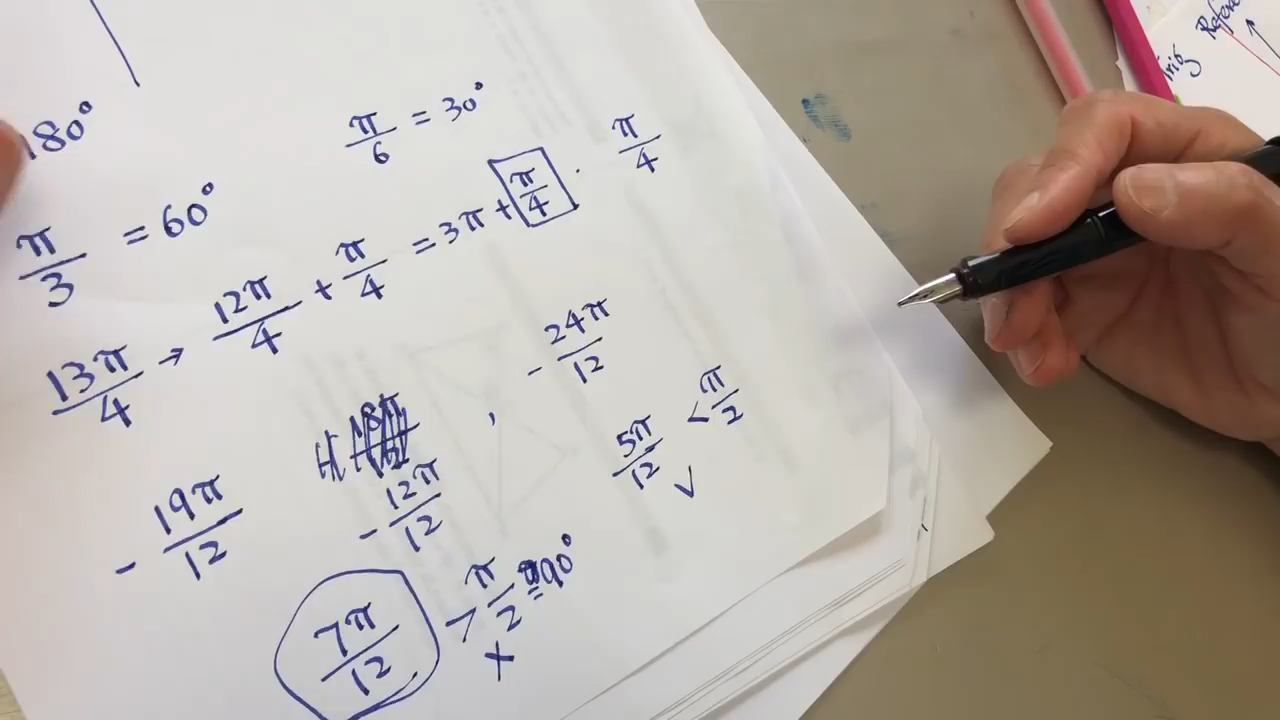 180°
π/6 = 30°
π/3 = 60°
13π/4 → 12π/4 + π/4 = 3π + π/4 . π/4
- 19π/12
- 12π/12 , - 24π/12
7π/12 > π/2 = 90°
×
5π/12 < π/2
✓
Trig